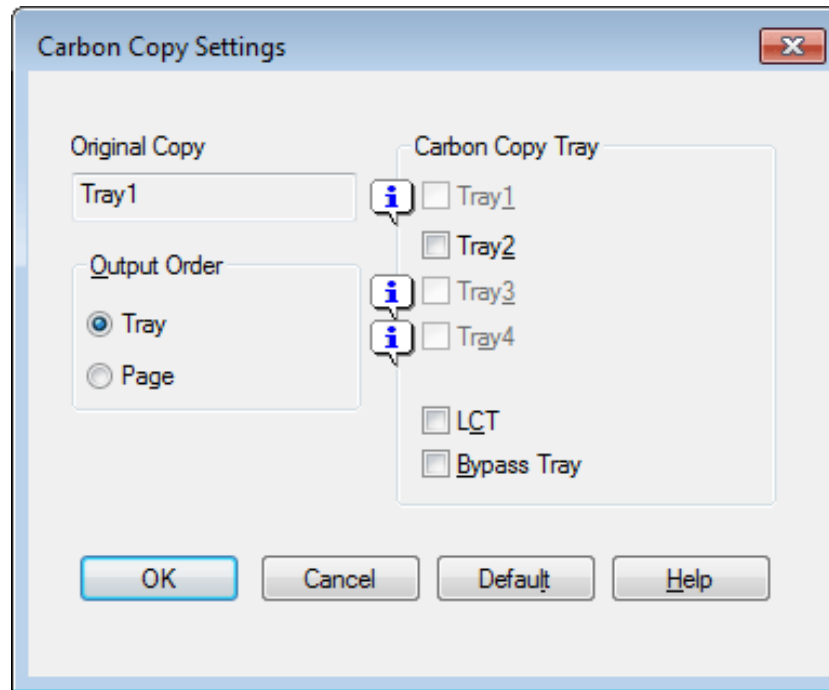 Carbon Copy Settings
Original Copy
Tray1
Output Order
Tray
Page
Carbon Copy Tray
Tray1
Tray2
Tray3
Tray4
LCT
Bypass Tray
OK
Cancel
Default
Help